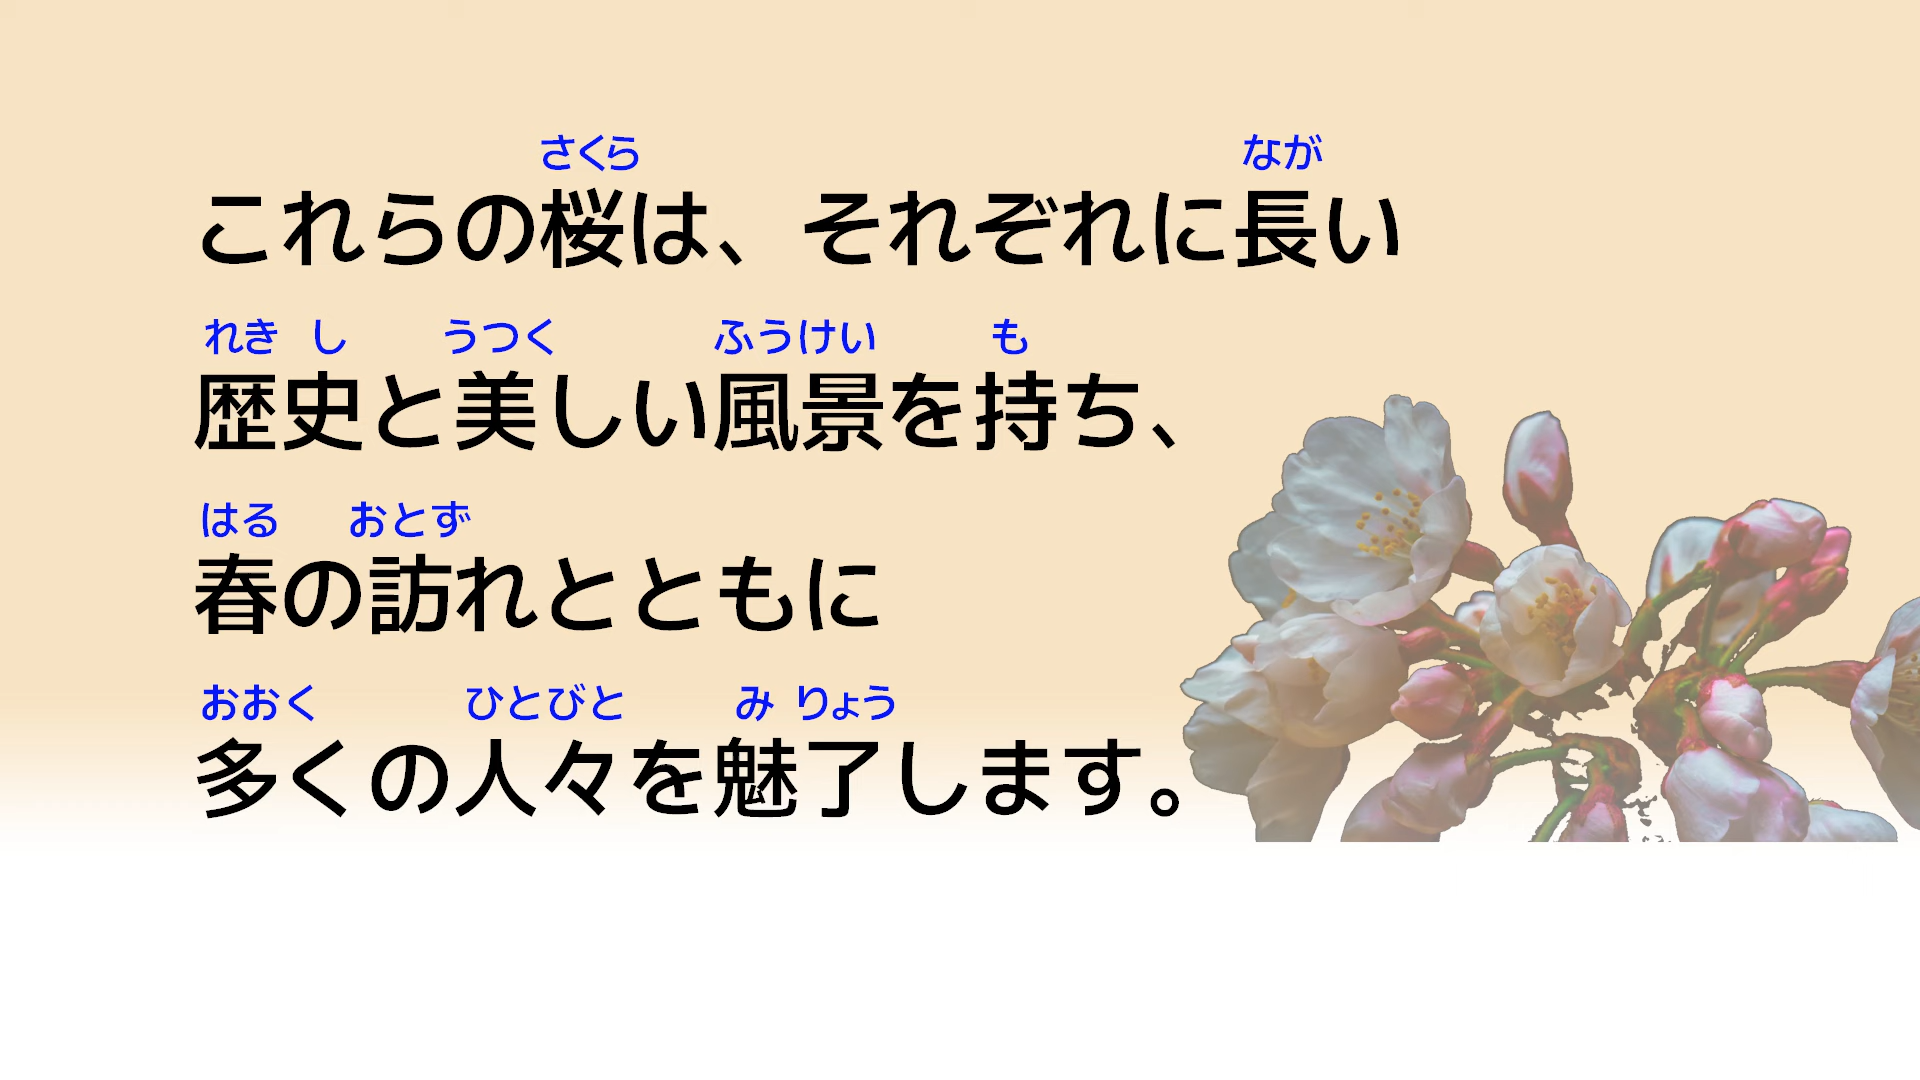 さくら なが
これらの桜は、それぞれに長い
れき し うつく ふうけい も
歴史と美しい風景を持ち、
はる おとず
春の訪れとともに
おおく ひとびと み りょう
多くの人々を魅了します。